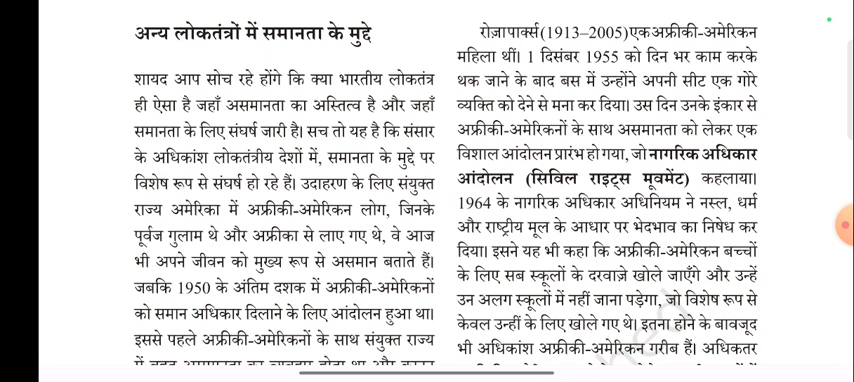 अन्य लोकतंत्रों में समानता के मुद्दे
शायद आप सोच रहे होंगे कि क्या भारतीय लोकतंत्र
ही ऐसा है जहाँ असमानता का अस्तित्व है और जहाँ
समानता के लिए संघर्ष जारी है। सच तो यह है कि संसार
के अधिकांश लोकतंत्रीय देशों में, समानता के मुद्दे पर
विशेष रूप से संघर्ष हो रहे हैं। उदाहरण के लिए संयुक्त
राज्य अमेरिका में अफ्रीकी-अमेरिकन लोग, जिनके
पूर्वज गुलाम थे और अफ्रीका से लाए गए थे, वे आज
भी अपने जीवन को मुख्य रूप से असमान बताते हैं।
जबकि 1950 के अंतिम दशक में अफ्रीकी-अमेरिकनों
को समान अधिकार दिलाने के लिए आंदोलन हुआ था।
इससे पहले अफ्रीकी-अमेरिकनों के साथ संयुक्त राज्य
रोज़ा पार्क्स (1913–2005) एक अफ्रीकी-अमेरिकन
महिला थीं। 1 दिसंबर 1955 को दिन भर काम करके
थक जाने के बाद बस में उन्होंने अपनी सीट एक गोरे
व्यक्ति को देने से मना कर दिया। उस दिन उनके इंकार से
अफ्रीकी-अमेरिकनों के साथ असमानता को लेकर एक
विशाल आंदोलन प्रारंभ हो गया, जो नागरिक अधिकार
आंदोलन (सिविल राइट्स मूवमेंट) कहलाया।
1964 के नागरिक अधिकार अधिनियम ने नस्ल, धर्म
और राष्ट्रीय मूल के आधार पर भेदभाव का निषेध कर
दिया। इसने यह भी कहा कि अफ्रीकी-अमेरिकन बच्चों
के लिए सब स्कूलों के दरवाज़े खोले जाएँगे और उन्हें
उन अलग स्कूलों में नहीं जाना पड़ेगा, जो विशेष रूप से
केवल उन्हीं के लिए खोले गए थे। इतना होने के बावजूद
भी अधिकांश अफ्रीकी-अमेरिकन गरीब हैं। अधिकतर